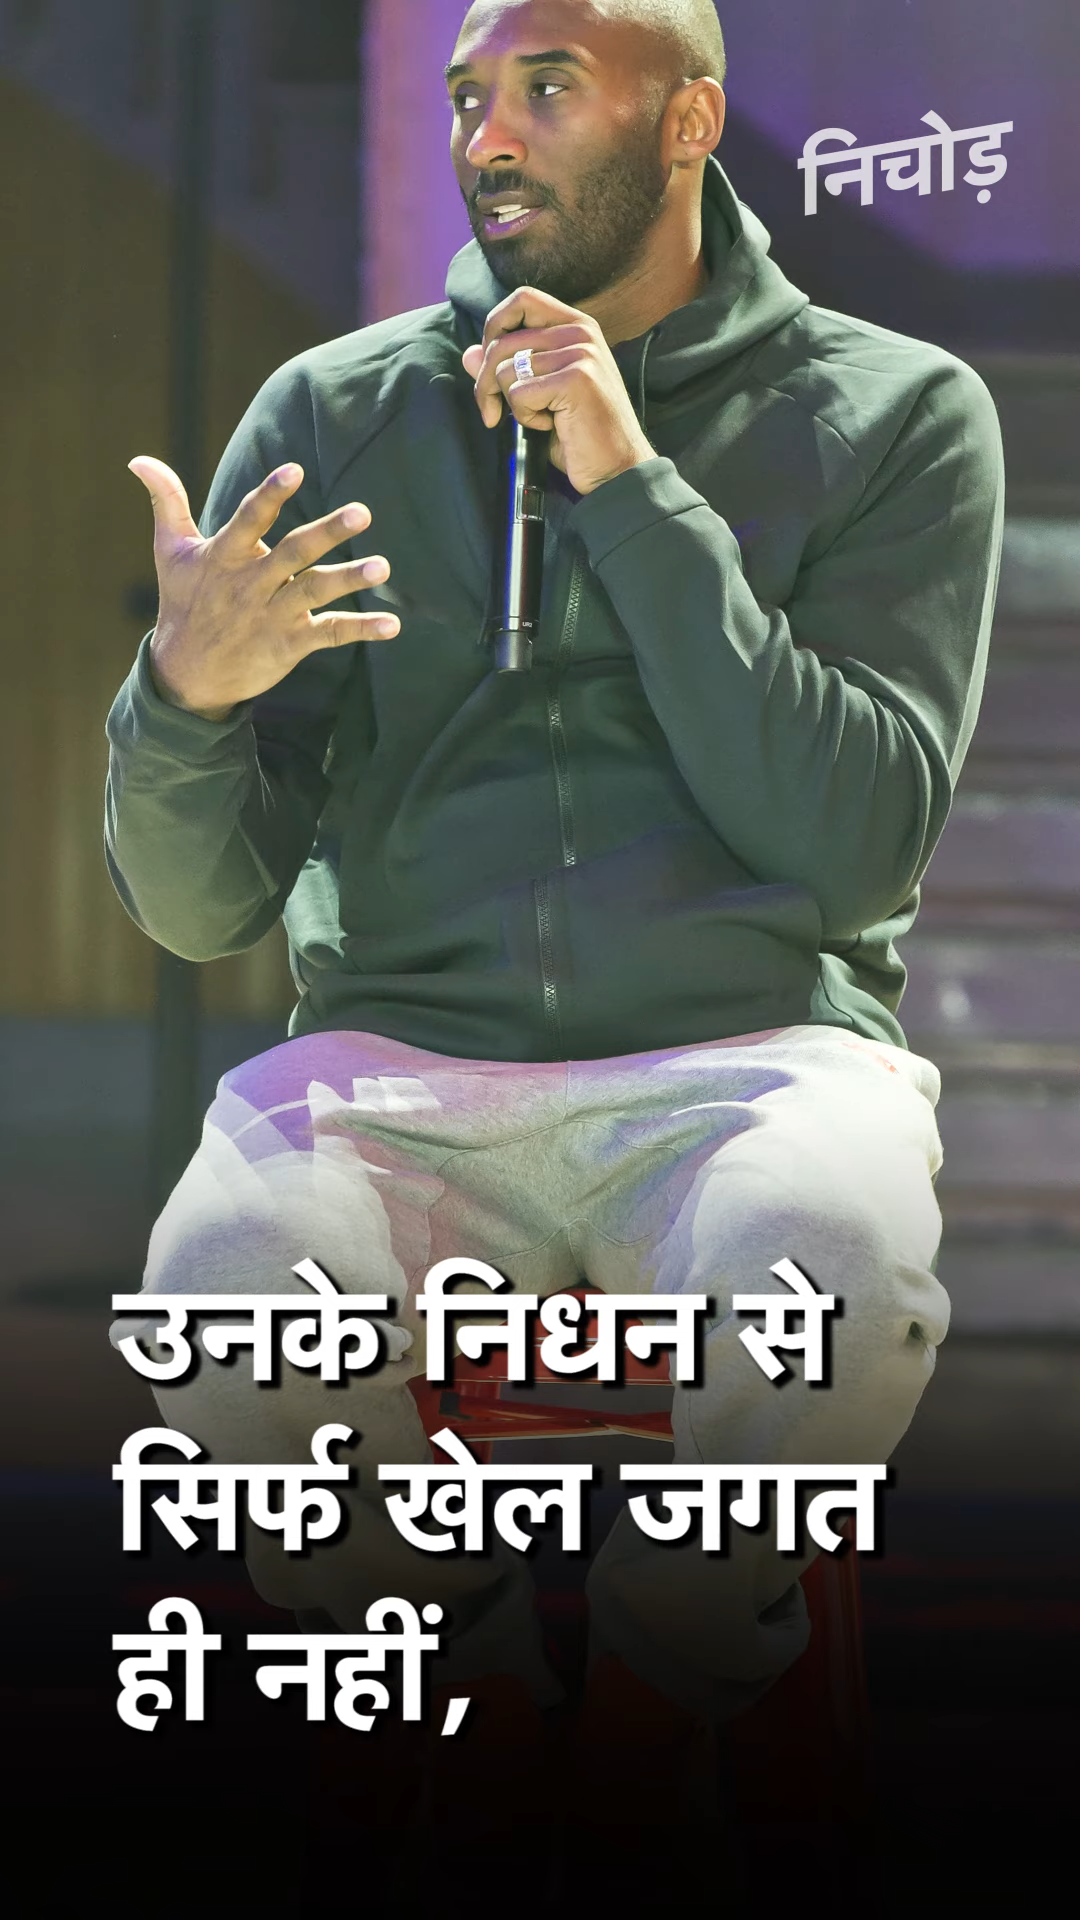 निचोड़
उनके निधन से
सिर्फ खेल जगत
ही नहीं,